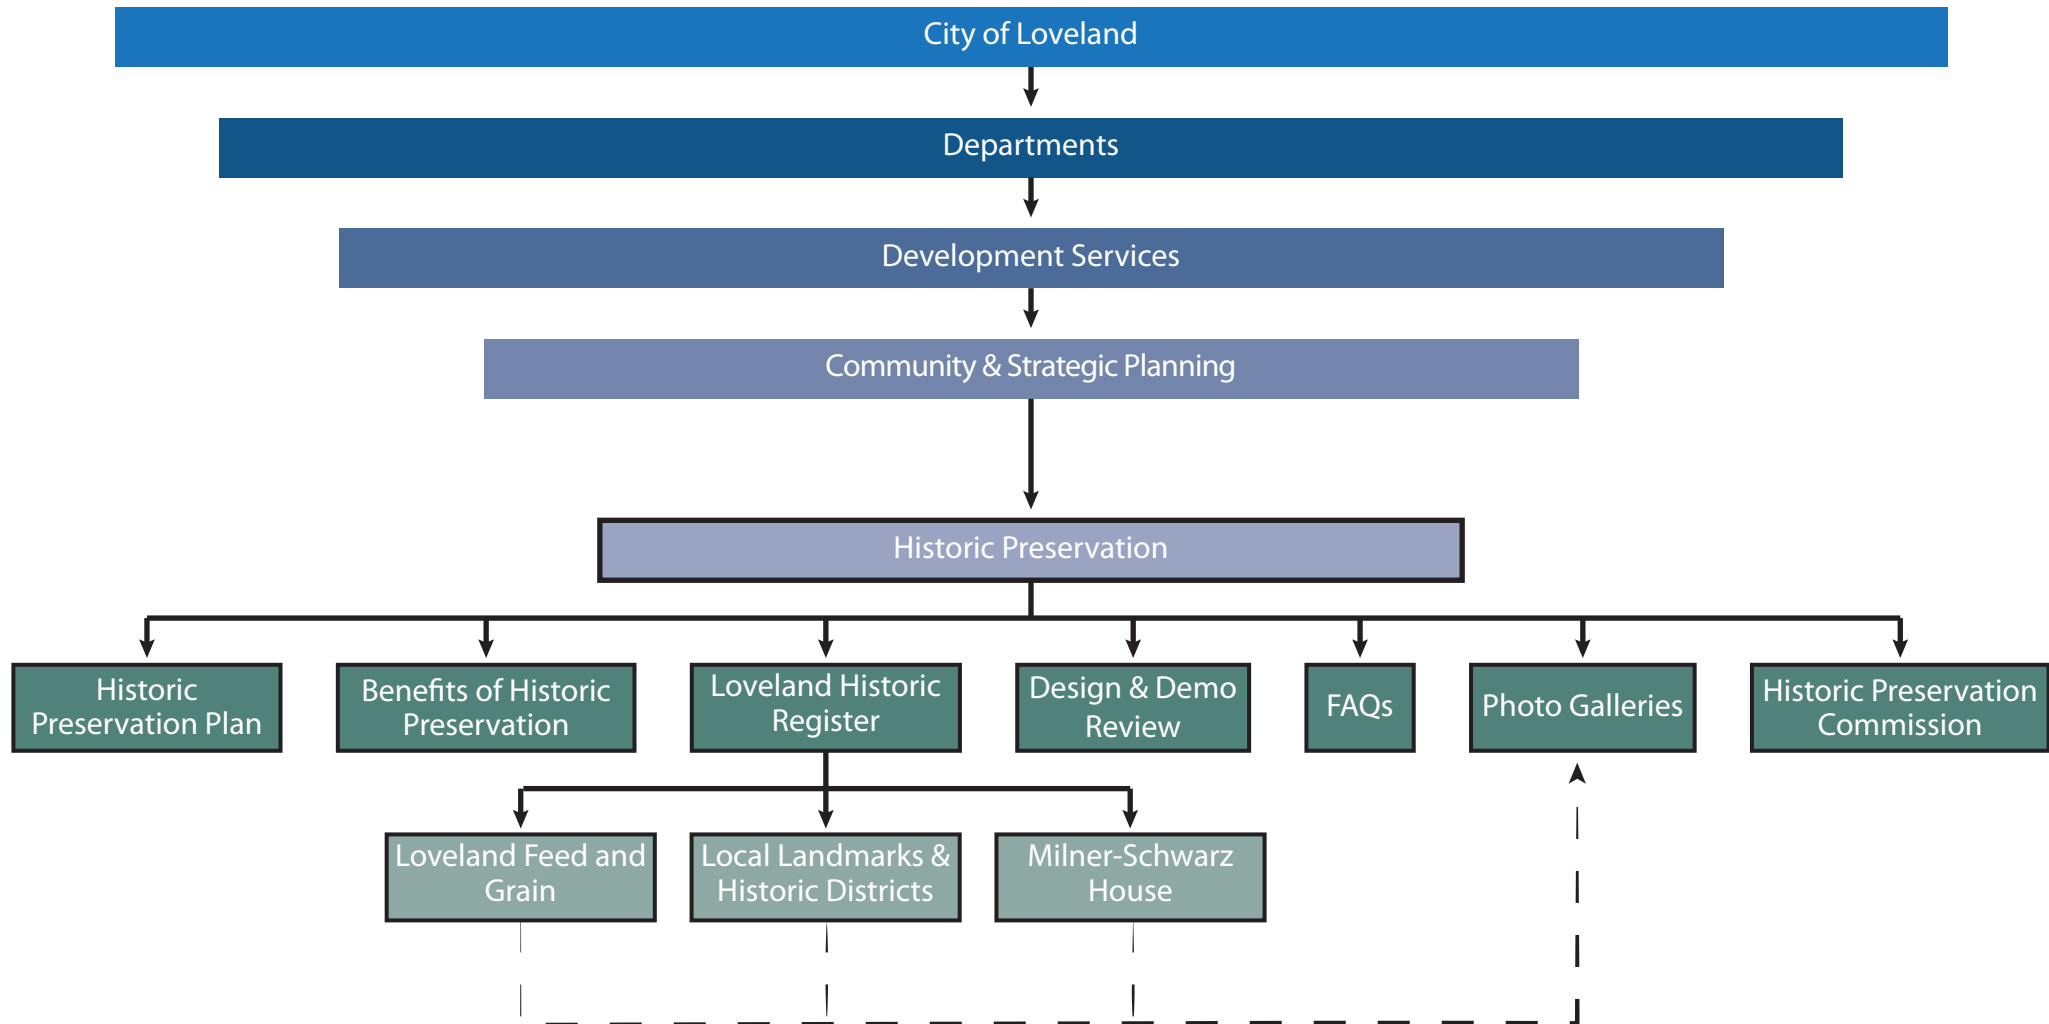 City of Loveland
Departments
Development Services
Community & Strategic Planning
Historic Preservation
Historic
Preservation Plan
Benefits of Historic
Preservation
Loveland Historic
Register
Design & Demo
Review
FAQs
Photo Galleries
Historic Preservation
Commission
Loveland Feed and
Grain
Local Landmarks &
Historic Districts
Milner-Schwarz
House